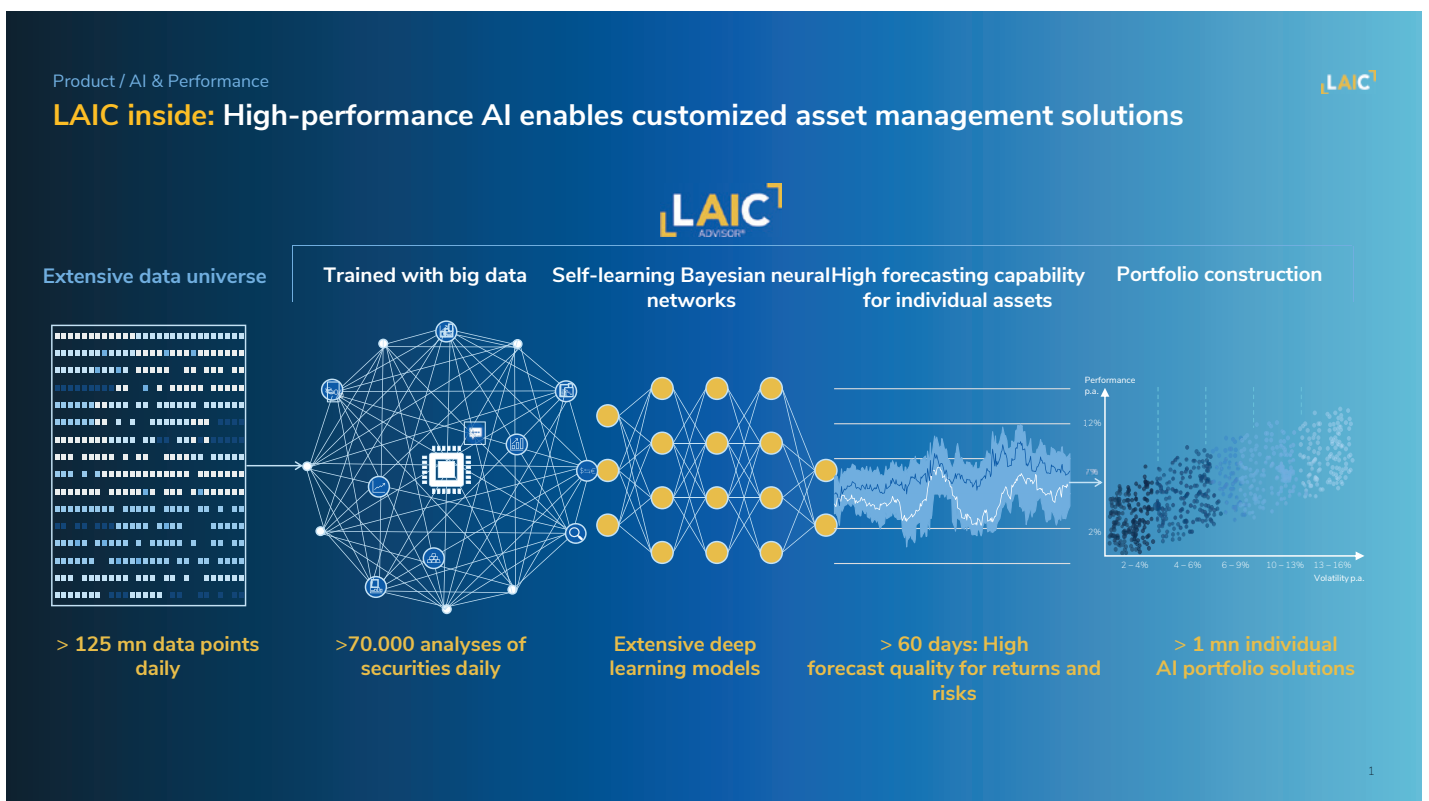 Product / AI & Performance
LAIC
LAIC inside: High-performance AI enables customized asset management solutions
LAIC
ADVISOR®
Extensive data universe
Trained with big data
Self-learning Bayesian neural
networks
High forecasting capability
for individual assets
Portfolio construction
Performance
p.a.
12%
7%
2%
2 – 4%
4 – 6%
6 – 9%
10 – 13%
13 – 16%
Volatility p.a.
> 125 mn data points
daily
>70.000 analyses of
securities daily
Extensive deep
learning models
> 60 days: High
forecast quality for returns and
risks
> 1 mn individual
AI portfolio solutions
1